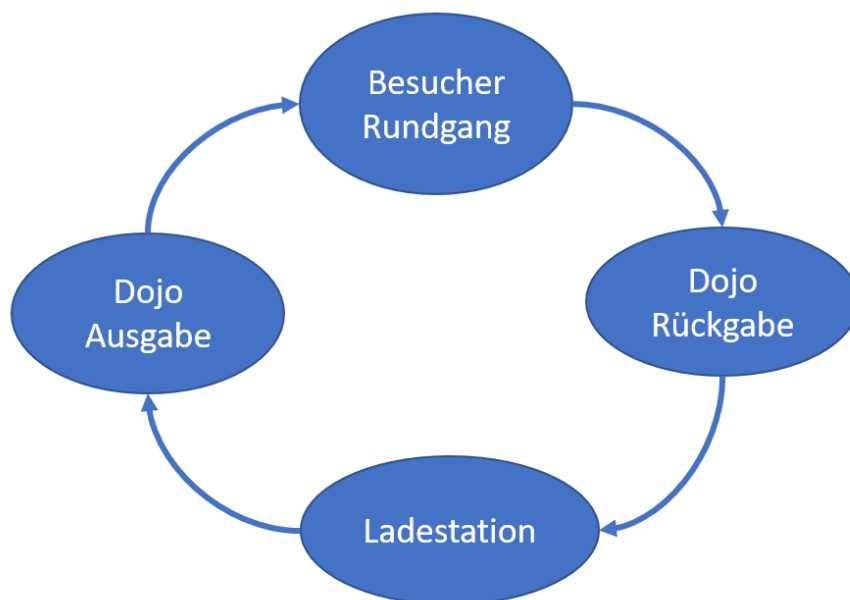 Besucher
Rundgang
Dojo
Ausgabe
Dojo
Rückgabe
Ladestation